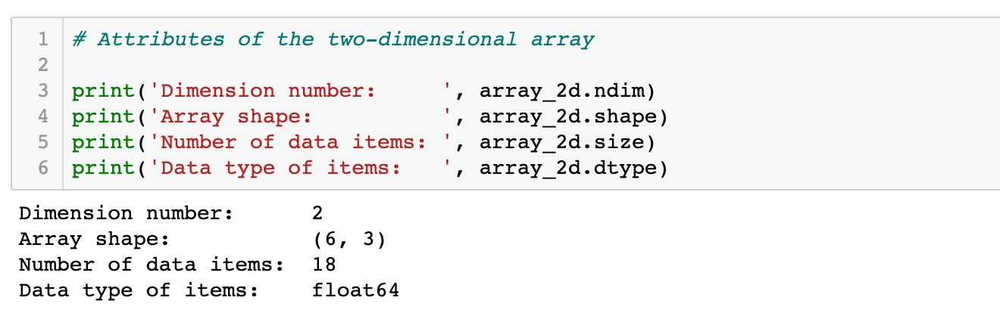 1 # Attributes of the two-dimensional array
2
3 print('Dimension number:     ', array_2d.ndim)
4 print('Array shape:          ', array_2d.shape)
5 print('Number of data items: ', array_2d.size)
6 print('Data type of items:   ', array_2d.dtype)
Dimension number:      2
Array shape:           (6, 3)
Number of data items:  18
Data type of items:    float64